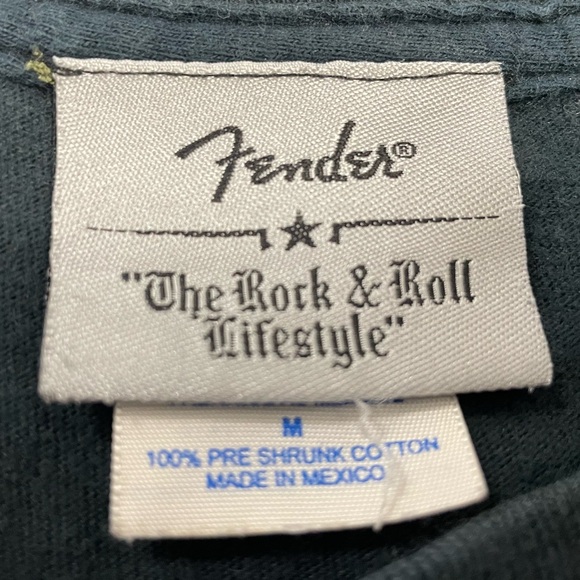 Fender®
"The Rock & Roll
Lifestyle"
M
100% PRE SHRUNK COTTON
MADE IN MEXICO